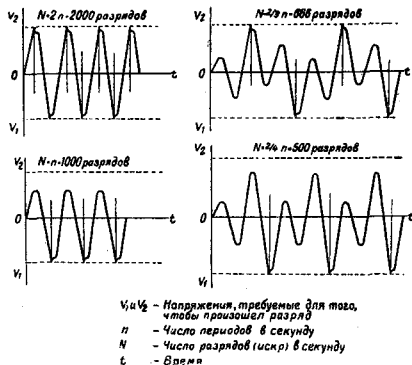 V₂ N=2n=2000 разрядов
0 t
V₁
V₂ N=2/3 n=666 разрядов
0 t
V₁
V₂ N=n=1000 разрядов
0 t
V₁
V₂ N=2/4 n=500 разрядов
0 t
V₁
V₁ и V₂ - Напряжения, требуемые для того,
чтобы произошел разряд
n - Число периодов в секунду
N - Число разрядов (искр) в секунду
t - Время